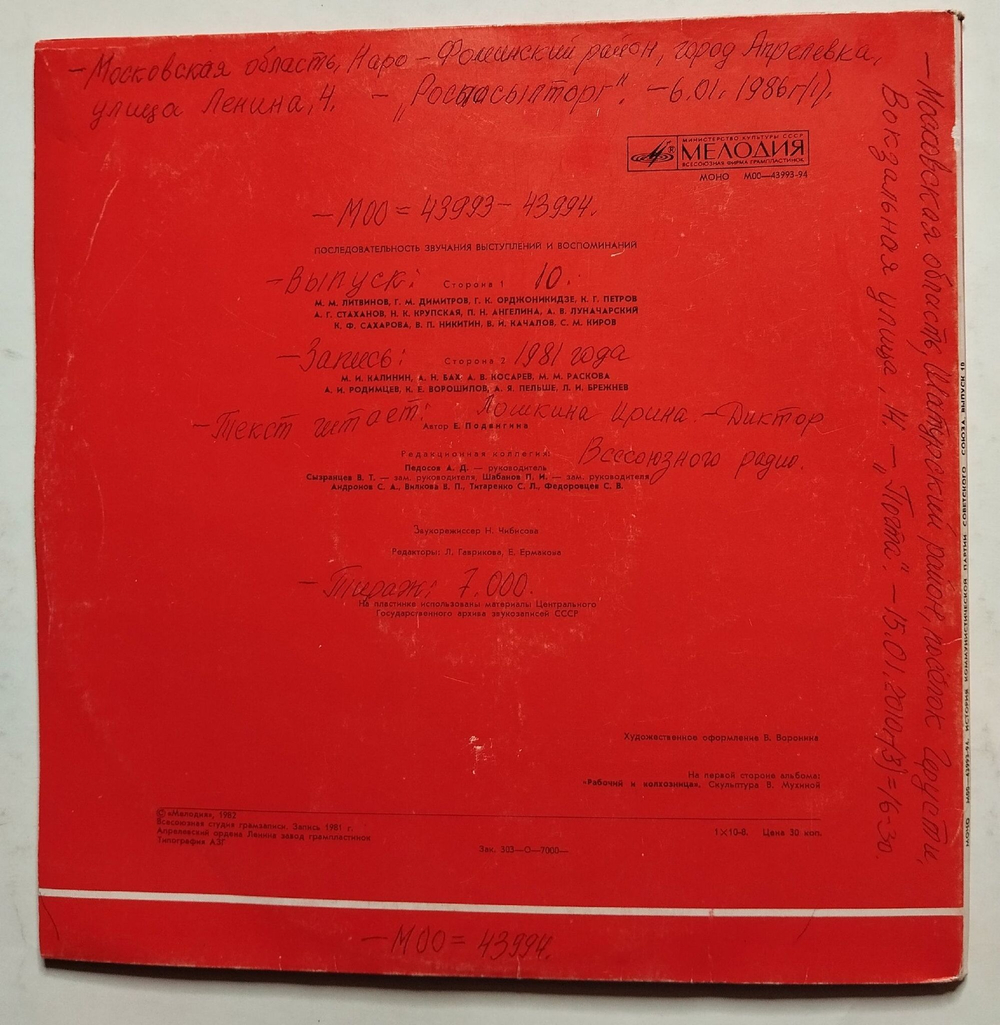 —Московская область, Наро-Фоминский район, город Апрелевка,
улица Ленина, 4. — „Роспосылторг". —6.01.1986г(1).
МИНИСТЕРСТВО КУЛЬТУРЫ СССР
МЕЛОДИЯ
ВСЕСОЮЗНАЯ ФИРМА ГРАМПЛАСТИНОК
МОНО М00—43993-94
—М00=43993-43994.
ПОСЛЕДОВАТЕЛЬНОСТЬ ЗВУЧАНИЯ ВЫСТУПЛЕНИЙ И ВОСПОМИНАНИЙ
—Выпуск: 10.
Сторона 1
М. М. ЛИТВИНОВ, Г. М. ДИМИТРОВ, Г. К. ОРДЖОНИКИДЗЕ, К. Г. ПЕТРОВ
А. Г. СТАХАНОВ, Н. К. КРУПСКАЯ, П. Н. АНГЕЛИНА, А. В. ЛУНАЧАРСКИЙ
К. Ф. САХАРОВА, В. П. НИКИТИН, В. И. КАЧАЛОВ, С. М. КИРОВ
—Запись: 1981 года
Сторона 2
М. И. КАЛИНИН, А. Н. БАХ, А. В. КОСАРЕВ, М. М. РАСКОВА
А. И. РОДИМЦЕВ, К. Е. ВОРОШИЛОВ, А. Я. ПЕЛЬШЕ, Л. И. БРЕЖНЕВ
—Текст читает: Лошкина Ирина. —Диктор
Всесоюзного радио.
Автор Е. Подвигина
Редакционная коллегия:
Педосов А. Д. — руководитель
Сызранцев В. Т. — зам. руководителя, Шабанов П. И. — зам. руководителя,
Андронов С. А., Вилкова В. П., Титаренко С. Л., Федоровцев С. В.
Звукорежиссер Н. Чибисова
Редакторы: Л. Гаврикова, Е. Ермакова
—Тираж: 7.000.
На пластинке использованы материалы Центрального
Государственного архива звукозаписей СССР
Художественное оформление В. Воронина
На первой стороне альбома:
«Рабочий и колхозница». Скульптура В. Мухиной
© «Мелодия», 1982
Всесоюзная студия грамзаписи. Запись 1981 г.
Апрелевский ордена Ленина завод грампластинок
Типография АЗГ
1×10-8. Цена 30 коп.
Зак. 303—О—7000—
—М00=43994.
—Московская область, Шатурский район, посёлок Черусти,
Вокзальная улица, 14. — „Почта". —15.01.2010г(3)=16-30.
МОНО М00-43993-94. ИСТОРИЯ КОММУНИСТИЧЕСКОЙ ПАРТИИ СОВЕТСКОГО СОЮЗА. ВЫПУСК 10